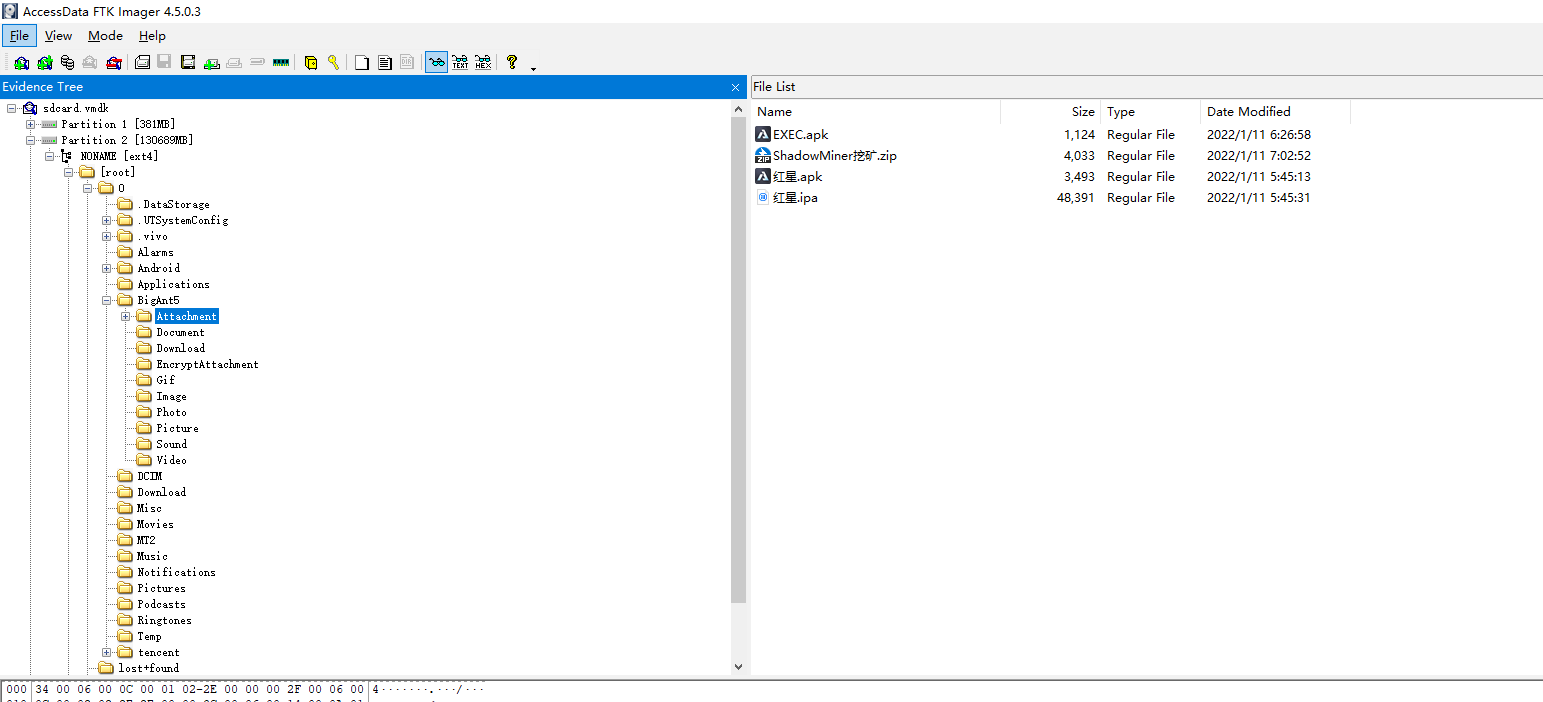 AccessData FTK Imager 4.5.0.3
File View Mode Help
Evidence Tree
sdcard.vmdk
Partition 1 [381MB]
Partition 2 [130689MB]
NONAME [ext4]
[root]
0
.DataStorage
.UTSystemConfig
.vivo
Alarms
Android
Applications
BigAnt5
Attachment
Document
Download
EncryptAttachment
Gif
Image
Photo
Picture
Sound
Video
DCIM
Download
Misc
Movies
MT2
Music
Notifications
Pictures
Podcasts
Ringtones
Temp
tencent
lost+found
File List
Name Size Type Date Modified
EXEC.apk 1,124 Regular File 2022/1/11 6:26:58
ShadowMiner挖矿.zip 4,033 Regular File 2022/1/11 7:02:52
红星.apk 3,493 Regular File 2022/1/11 5:45:13
红星.ipa 48,391 Regular File 2022/1/11 5:45:31
000 34 00 06 00 0C 00 01 02-2E 00 00 00 2F 00 06 00 4·······.···/···